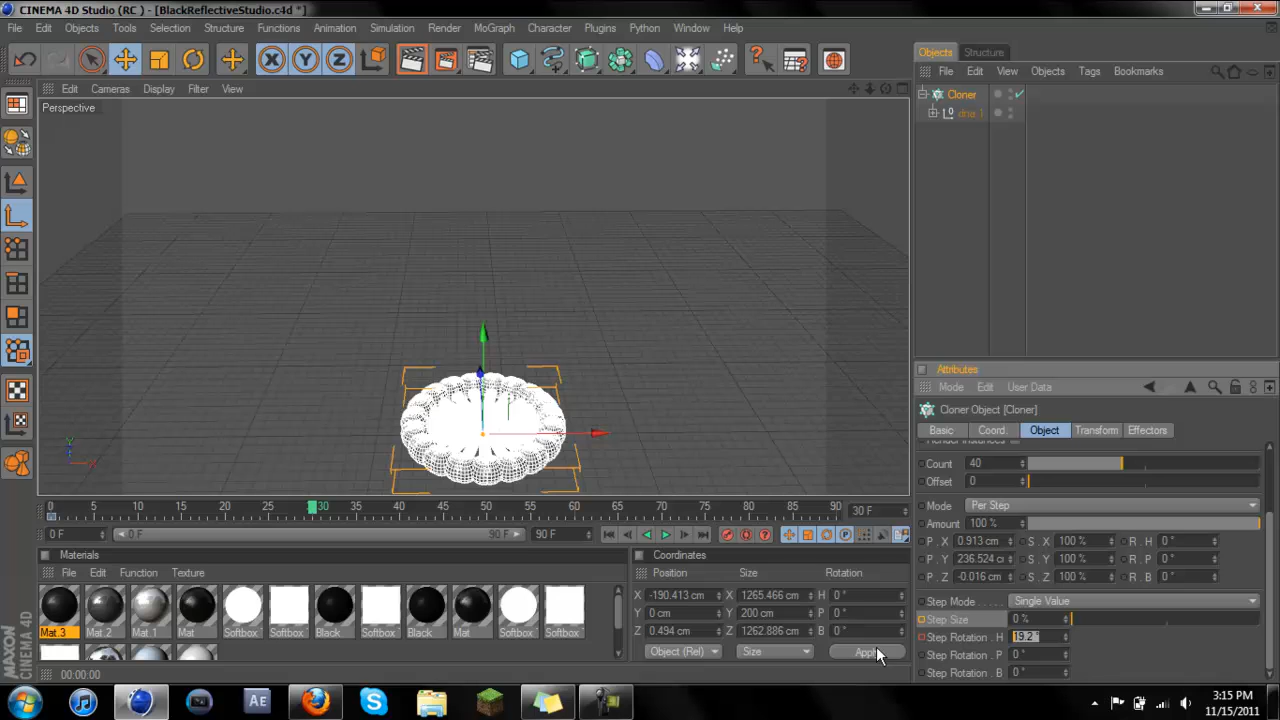 CINEMA 4D Studio (RC ) - [BlackReflectiveStudio.c4d *]
File Edit Objects Tools Selection Structure Functions Animation Simulation Render MoGraph Character Plugins Python Window Help
Objects Structure
File Edit View Objects Tags Bookmarks
Edit Cameras Display Filter View
Cloner
Perspective
dna.1
Attributes
Mode Edit User Data
Cloner Object [Cloner]
Basic Coord. Object Transform Effectors
Render Instances
Count 40
Offset 0
Mode Per Step
Amount 100 %
P . X 0.913 cm S . X 100 % R . H 0 °
P . Y 236.524 cm S . Y 100 % R . P 0 °
P . Z -0.016 cm S . Z 100 % R . B 0 °
Step Mode . . . . . Single Value
Step Size 0 %
Step Rotation . H 19.2 °
Step Rotation . P 0 °
Step Rotation . B 0 °
0 5 10 15 20 25 30 35 40 45 50 55 60 65 70 75 80 85 90 30 F
0 F 0 F 90 F 90 F
Materials
File Edit Function Texture
Mat.3 Mat.2 Mat.1 Mat Softbox Softbox Black Softbox Black Mat Softbox Softbox
Coordinates
Position Size Rotation
X -190.413 cm X 1265.466 cm H 0 °
Y 0 cm Y 200 cm P 0 °
Z 0.494 cm Z 1262.886 cm B 0 °
Object (Rel) Size Apply
00:00:00
MAXON CINEMA 4D
3:15 PM
11/15/2011